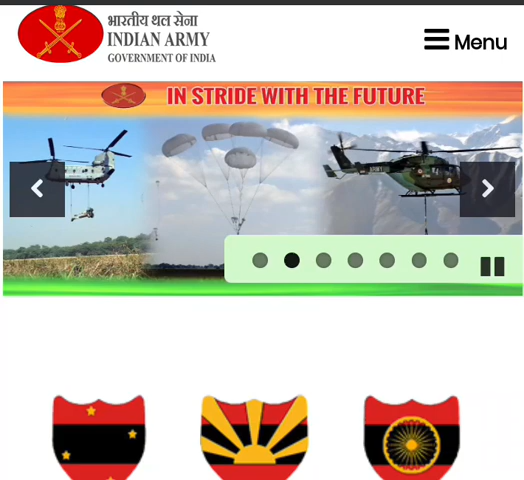 भारतीय थल सेना
INDIAN ARMY
GOVERNMENT OF INDIA
Menu
IN STRIDE WITH THE FUTURE